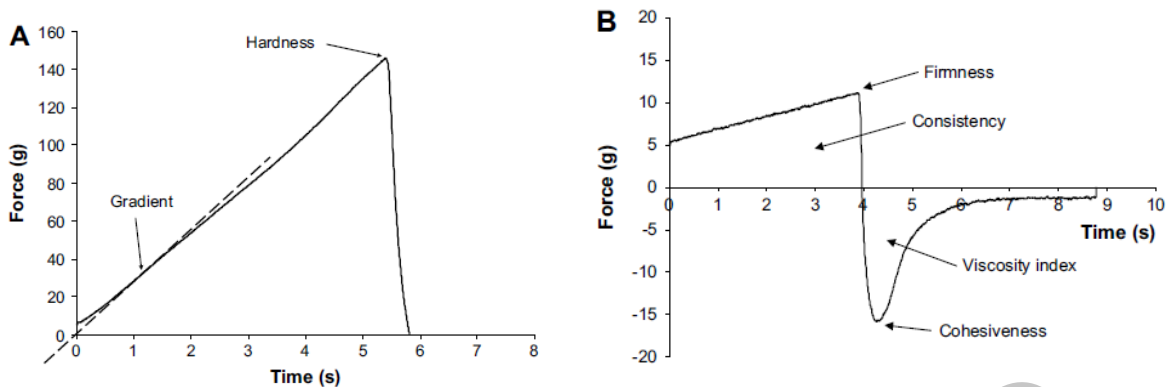 A
Force (g)
160
140
120
100
80
60
40
20
0
Hardness
Gradient
0 1 2 3 4 5 6 7 8
Time (s)
B
Force (g)
20
15
10
5
0
-5
-10
-15
-20
Firmness
Consistency
0 1 2 3 4 5 6 7 8 9 10
Time (s)
Viscosity index
Cohesiveness